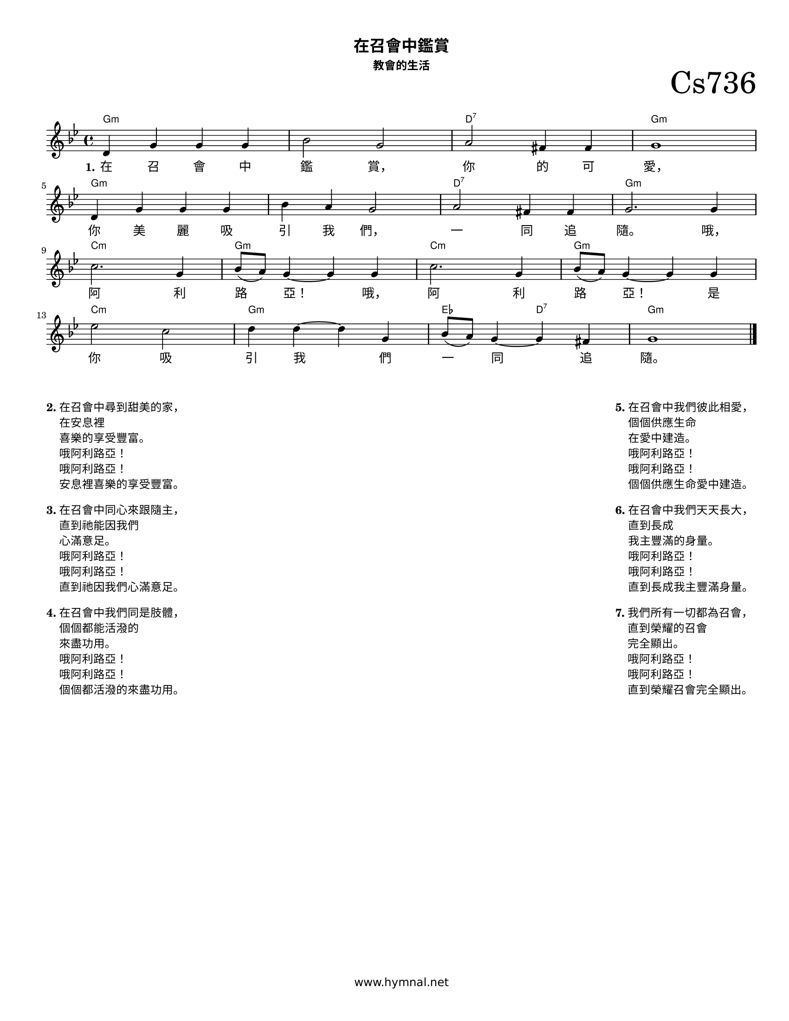 在召會中鑑賞
教會的生活
Cs736
Gm D7 Gm
1. 在 召 會 中 鑑 賞， 你 的 可 愛，
5 Gm D7 Gm
你 美 麗 吸 引 我 們， 一 同 追 隨。 哦，
9 Cm Gm Cm Gm
阿 利 路 亞！ 哦， 阿 利 路 亞！ 是
13 Cm Gm E♭ D7 Gm
你 吸 引 我 們 一 同 追 隨。
2. 在召會中尋到甜美的家，
在安息裡
喜樂的享受豐富。
哦阿利路亞！
哦阿利路亞！
安息裡喜樂的享受豐富。
3. 在召會中同心來跟隨主，
直到祂能因我們
心滿意足。
哦阿利路亞！
哦阿利路亞！
直到祂因我們心滿意足。
4. 在召會中我們同是肢體，
個個都能活潑的
來盡功用。
哦阿利路亞！
哦阿利路亞！
個個都活潑的來盡功用。
5. 在召會中我們彼此相愛，
個個供應生命
在愛中建造。
哦阿利路亞！
哦阿利路亞！
個個供應生命愛中建造。
6. 在召會中我們天天長大，
直到長成
我主豐滿的身量。
哦阿利路亞！
哦阿利路亞！
直到長成我主豐滿身量。
7. 我們所有一切都為召會，
直到榮耀的召會
完全顯出。
哦阿利路亞！
哦阿利路亞！
直到榮耀召會完全顯出。
www.hymnal.net